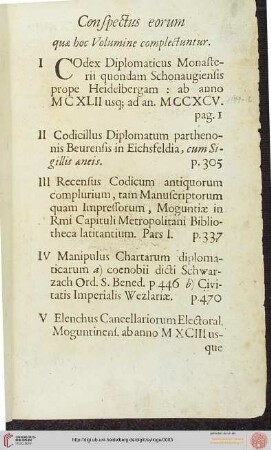 Conspectus eorum
quæ hoc Volumine complectuntur.
I COdex Diplomaticus Monaste-
rii quondam Schonaugiensis
prope Heidelbergam : ab anno
MCXLII usq; ad an. MCCXCV.
pag. 1
II Codicillus Diplomatum partheno-
nis Beurensis in Eichsfeldia, cum Si-
gillis æneis. p. 305
III Recensus Codicum antiquorum
complurium, tam Manuscriptorum
quam Impressorum, Moguntiæ in
Rmi Capituli Metropolitani Biblio-
theca latitantium. Pars I. p. 337
IV Manipulus Chartarum diploma-
ticarum a) coenobii dicti Schwar-
zach Ord. S. Bened. p 446 b) Civi-
tatis Imperialis Wezlariæ. p 470
V Elenchus Cancellariorum Electoral.
Moguntinens. ab anno MXCIII us-
que